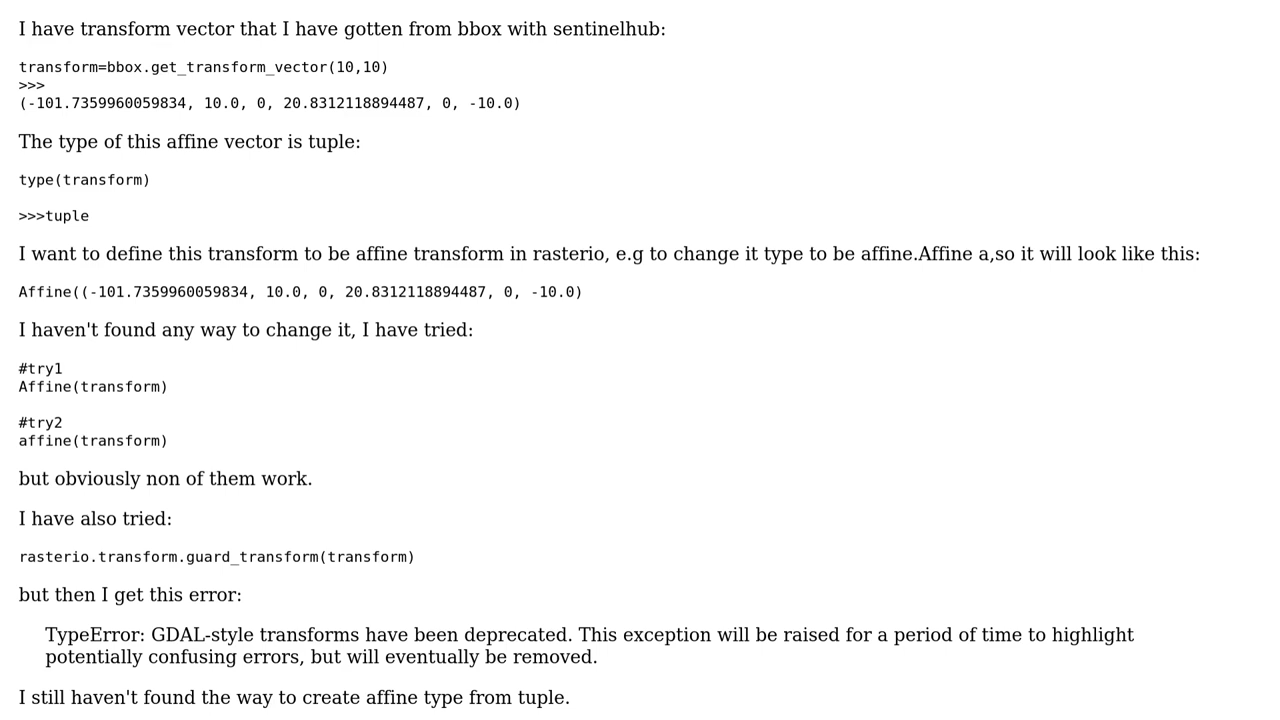 I have transform vector that I have gotten from bbox with sentinelhub:
transform=bbox.get_transform_vector(10,10)
>>>
(-101.7359960059834, 10.0, 0, 20.8312118894487, 0, -10.0)
The type of this affine vector is tuple:
type(transform)
>>>tuple
I want to define this transform to be affine transform in rasterio, e.g to change it type to be affine.Affine a,so it will look like this:
Affine((-101.7359960059834, 10.0, 0, 20.8312118894487, 0, -10.0)
I haven't found any way to change it, I have tried:
#try1
Affine(transform)
#try2
affine(transform)
but obviously non of them work.
I have also tried:
rasterio.transform.guard_transform(transform)
but then I get this error:
TypeError: GDAL-style transforms have been deprecated. This exception will be raised for a period of time to highlight
potentially confusing errors, but will eventually be removed.
I still haven't found the way to create affine type from tuple.